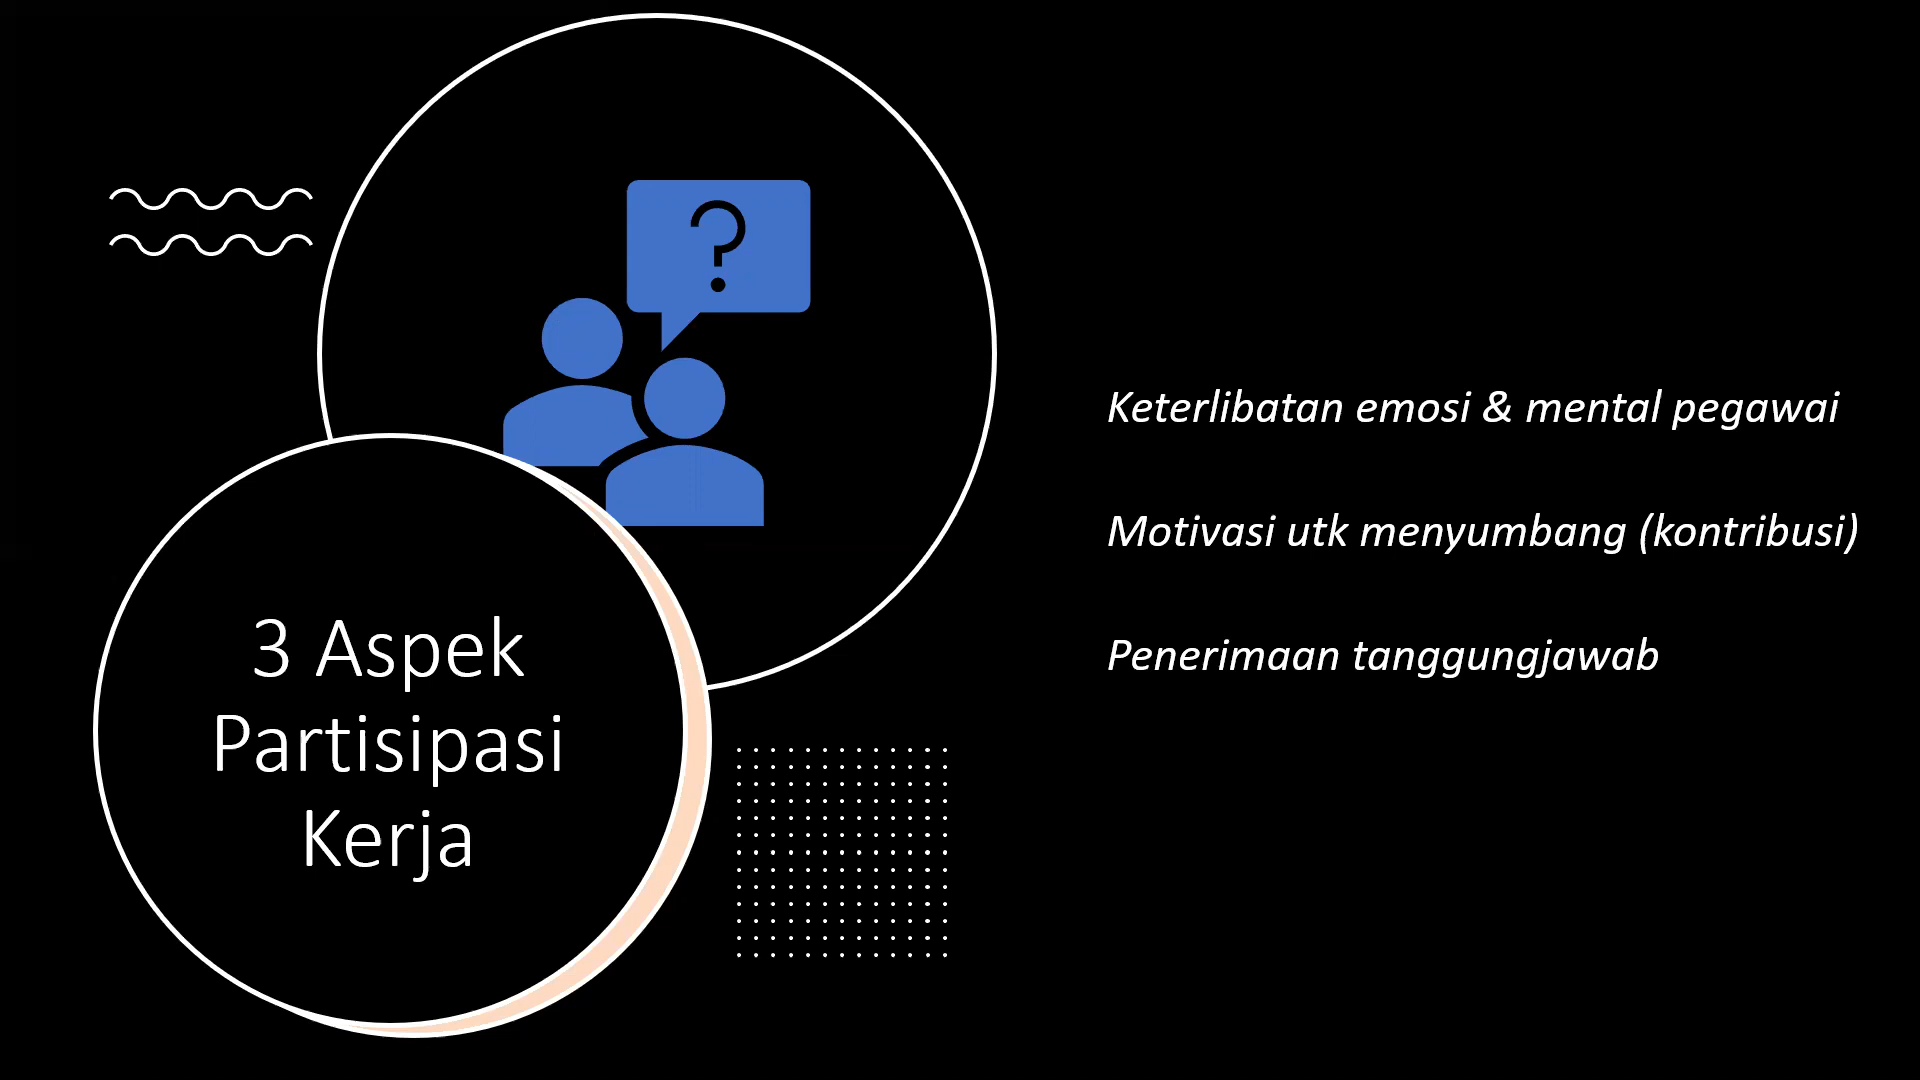 ?
3 Aspek
Partisipasi
Kerja
Keterlibatan emosi & mental pegawai
Motivasi utk menyumbang (kontribusi)
Penerimaan tanggungjawab